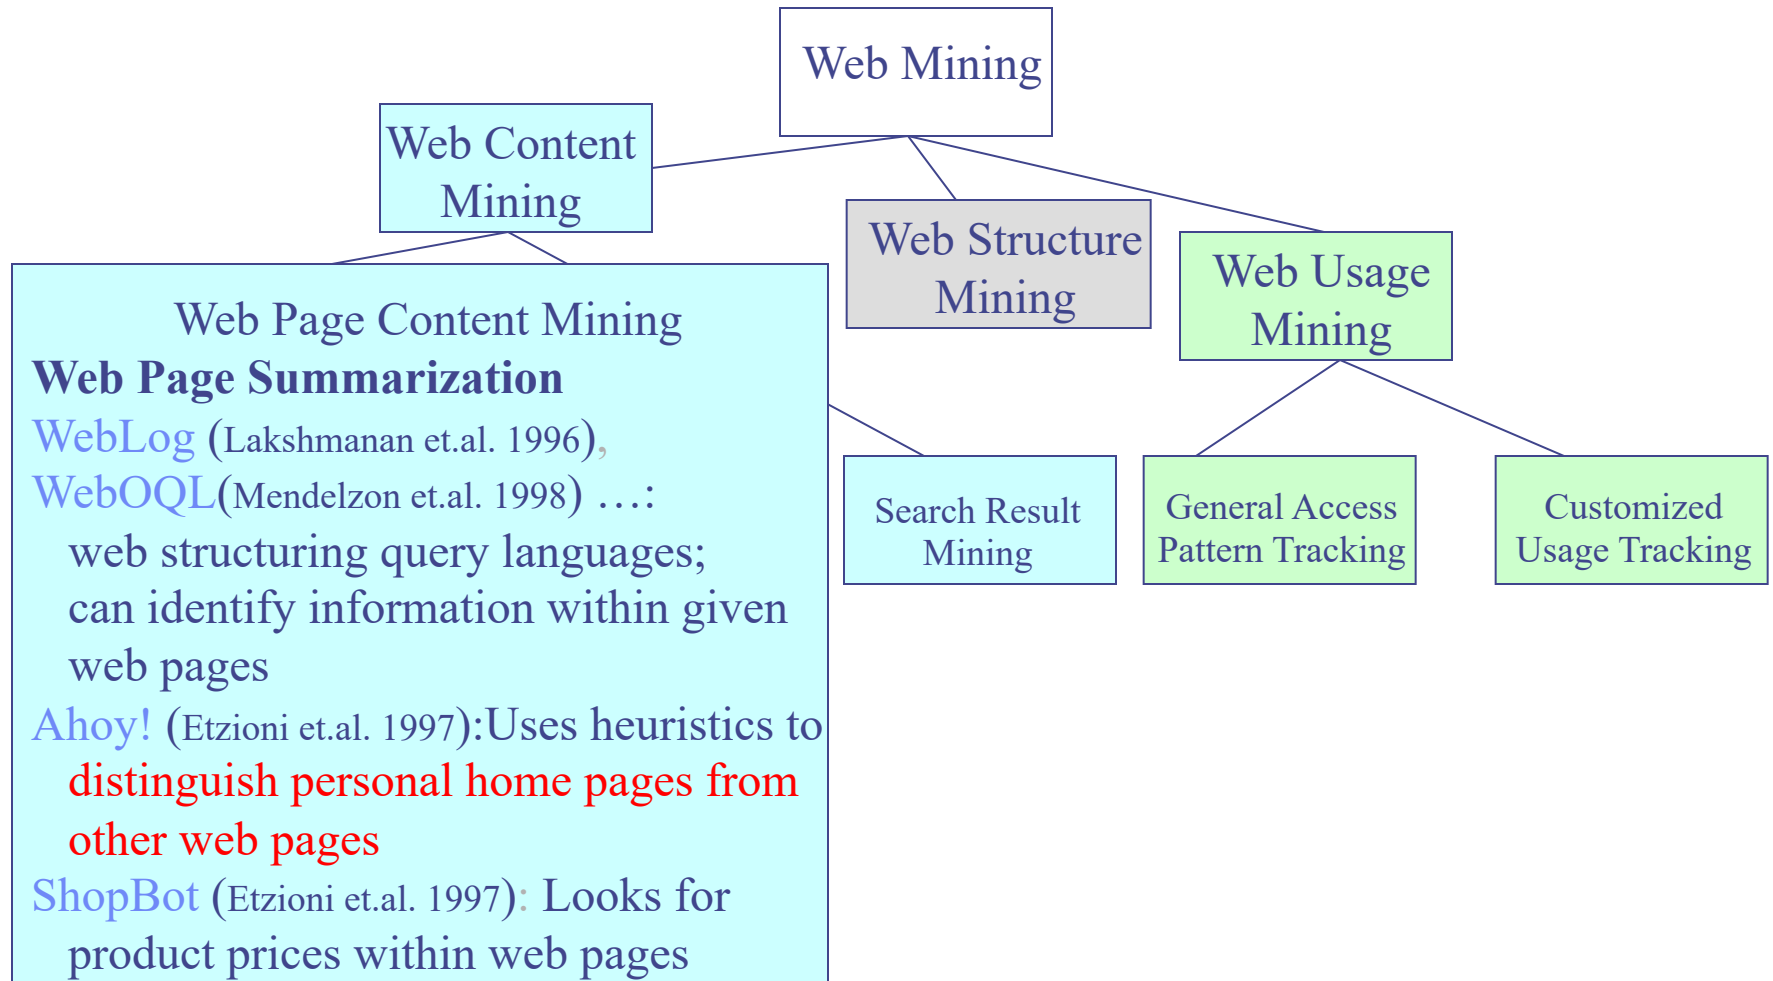 Web Mining
Web Content
Mining
Web Structure
Mining
Web Usage
Mining
Web Page Content Mining
Web Page Summarization
WebLog (Lakshmanan et.al. 1996),
WebOQL(Mendelzon et.al. 1998) …:
web structuring query languages;
can identify information within given
web pages
Ahoy! (Etzioni et.al. 1997):Uses heuristics to
distinguish personal home pages from
other web pages
ShopBot (Etzioni et.al. 1997): Looks for
product prices within web pages
Search Result
Mining
General Access
Pattern Tracking
Customized
Usage Tracking